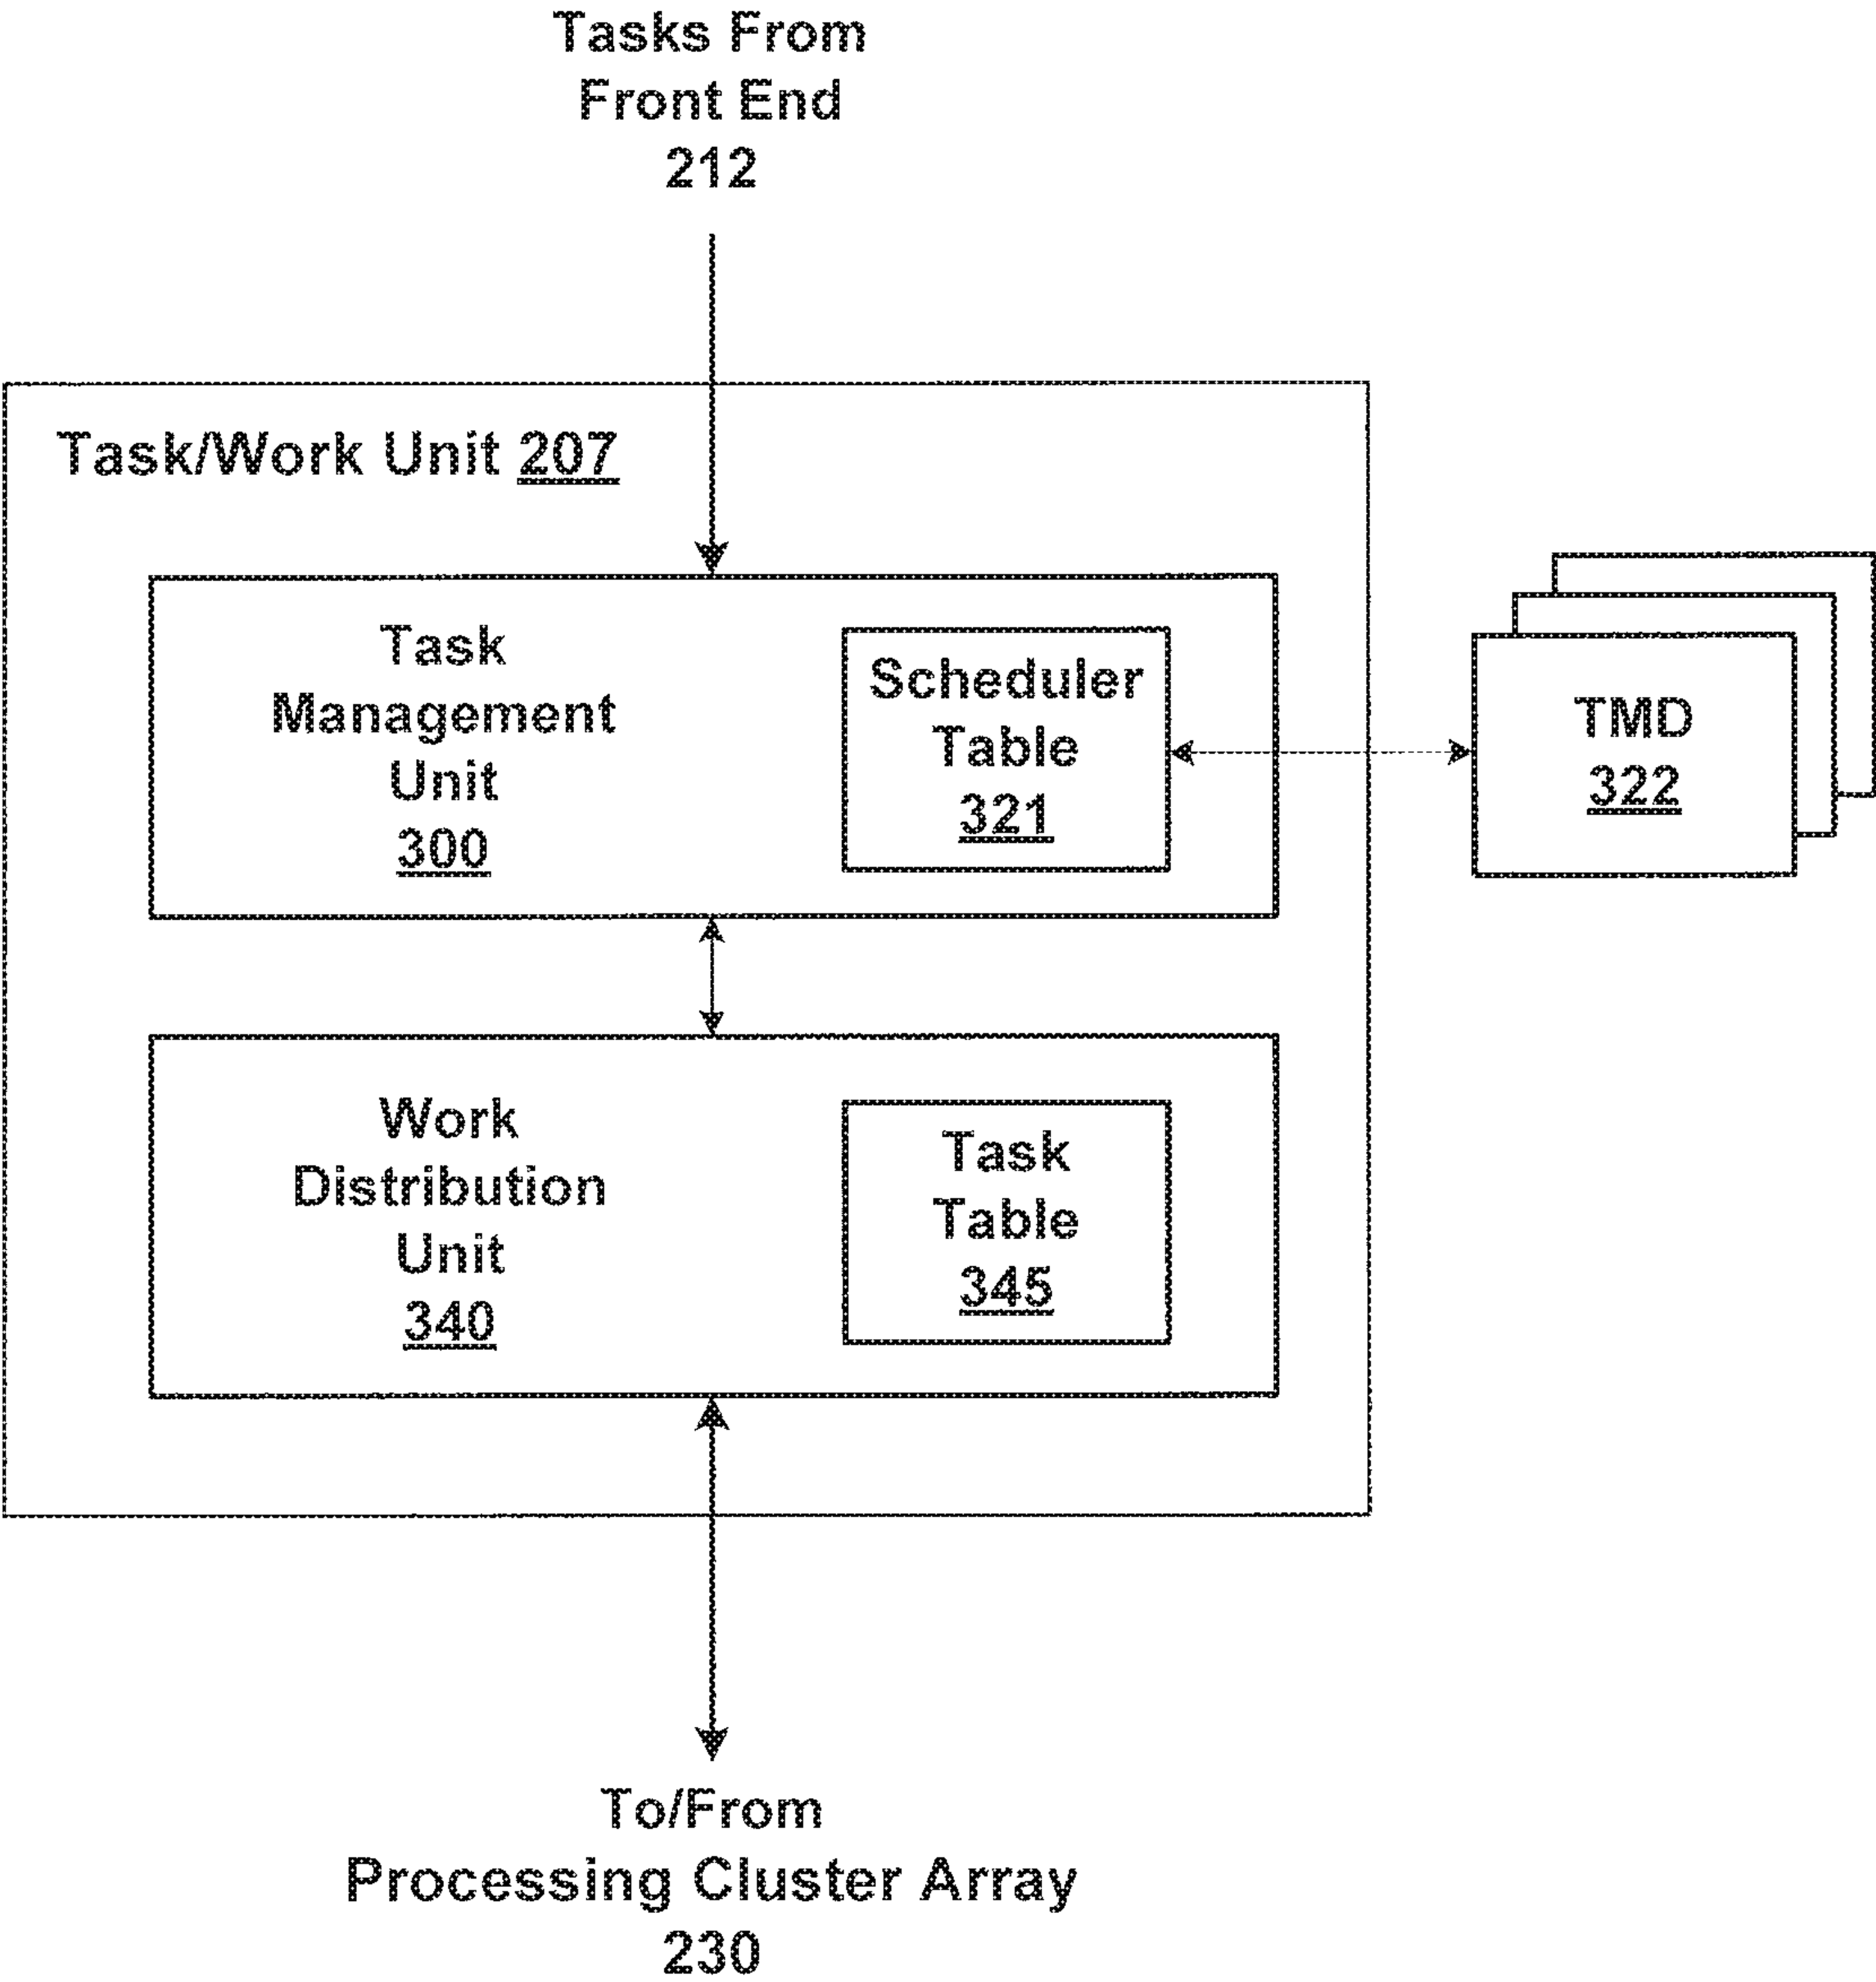 Tasks From
Front End
212
Task/Work Unit 207
Task
Management
Unit
300
Scheduler
Table
321
TMD
322
Work
Distribution
Unit
340
Task
Table
345
To/From
Processing Cluster Array
230